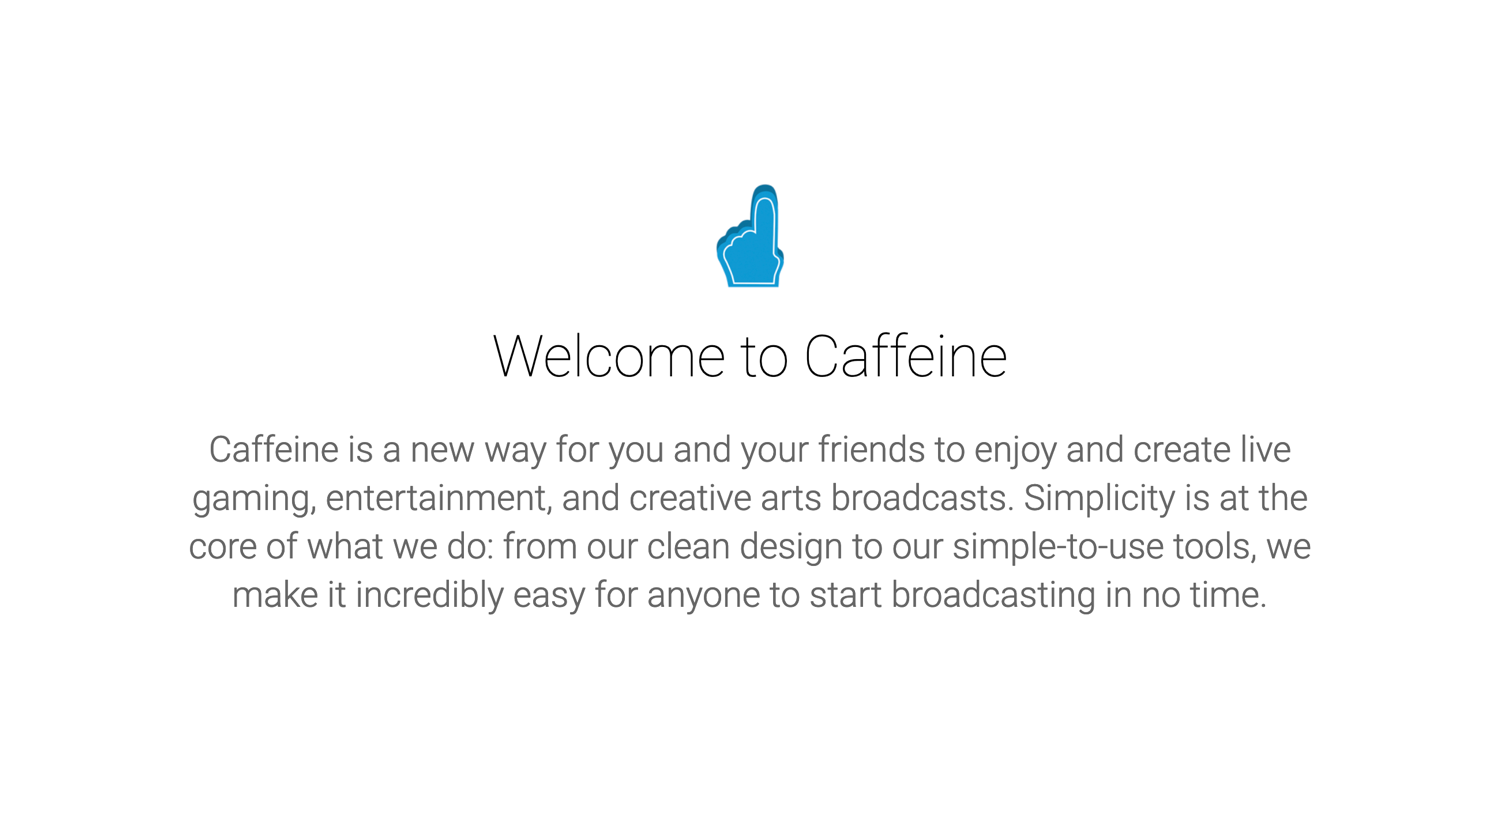 Welcome to Caffeine
Caffeine is a new way for you and your friends to enjoy and create live
gaming, entertainment, and creative arts broadcasts. Simplicity is at the
core of what we do: from our clean design to our simple-to-use tools, we
make it incredibly easy for anyone to start broadcasting in no time.